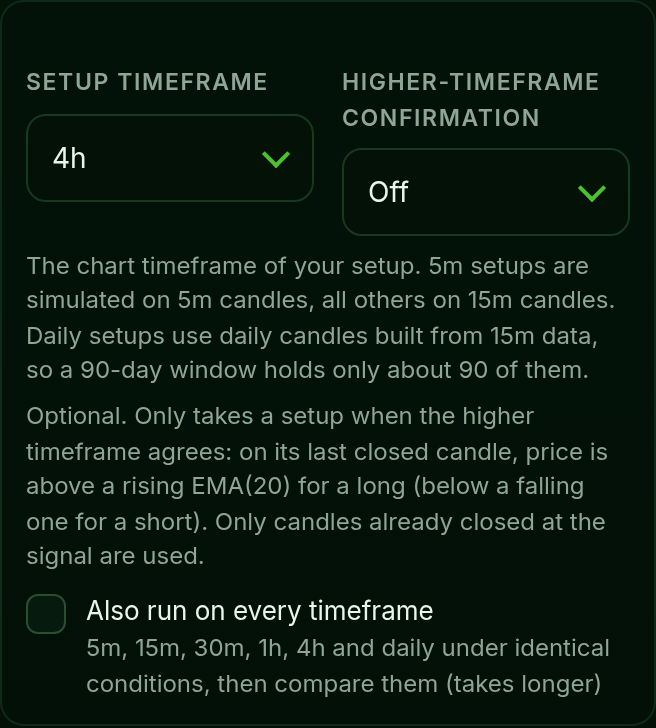 SETUP TIMEFRAME
4h
HIGHER-TIMEFRAME
CONFIRMATION
Off
The chart timeframe of your setup. 5m setups are
simulated on 5m candles, all others on 15m candles.
Daily setups use daily candles built from 15m data,
so a 90-day window holds only about 90 of them.
Optional. Only takes a setup when the higher
timeframe agrees: on its last closed candle, price is
above a rising EMA(20) for a long (below a falling
one for a short). Only candles already closed at the
signal are used.
Also run on every timeframe
5m, 15m, 30m, 1h, 4h and daily under identical
conditions, then compare them (takes longer)